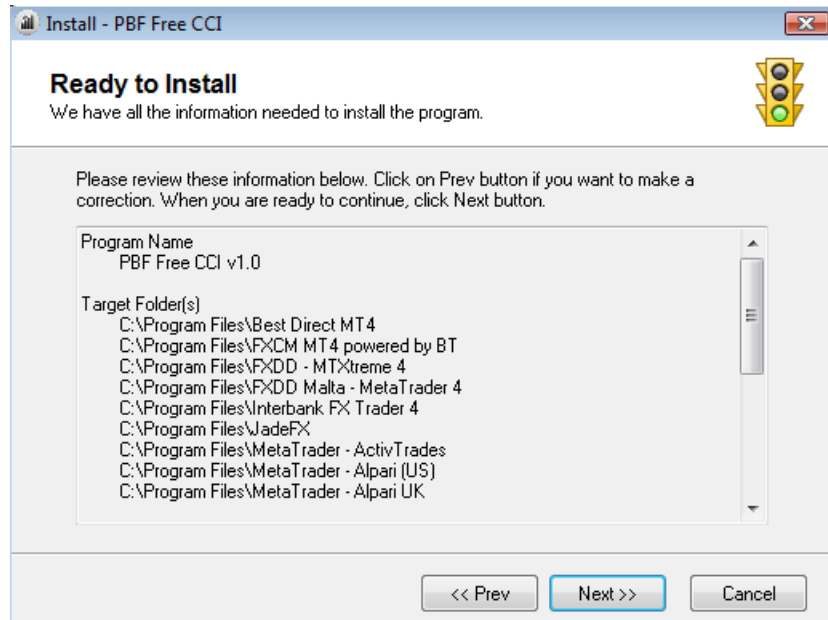 Install - PBF Free CCI
Ready to Install
We have all the information needed to install the program.
Please review these information below. Click on Prev button if you want to make a
correction. When you are ready to continue, click Next button.
Program Name
PBF Free CCI v1.0
Target Folder(s)
C:\Program Files\Best Direct MT4
C:\Program Files\FXCM MT4 powered by BT
C:\Program Files\FXDD - MTXtreme 4
C:\Program Files\FXDD Malta - MetaTrader 4
C:\Program Files\Interbank FX Trader 4
C:\Program Files\JadeFX
C:\Program Files\MetaTrader - ActivTrades
C:\Program Files\MetaTrader - Alpari (US)
C:\Program Files\MetaTrader - Alpari UK
<< Prev
Next >>
Cancel